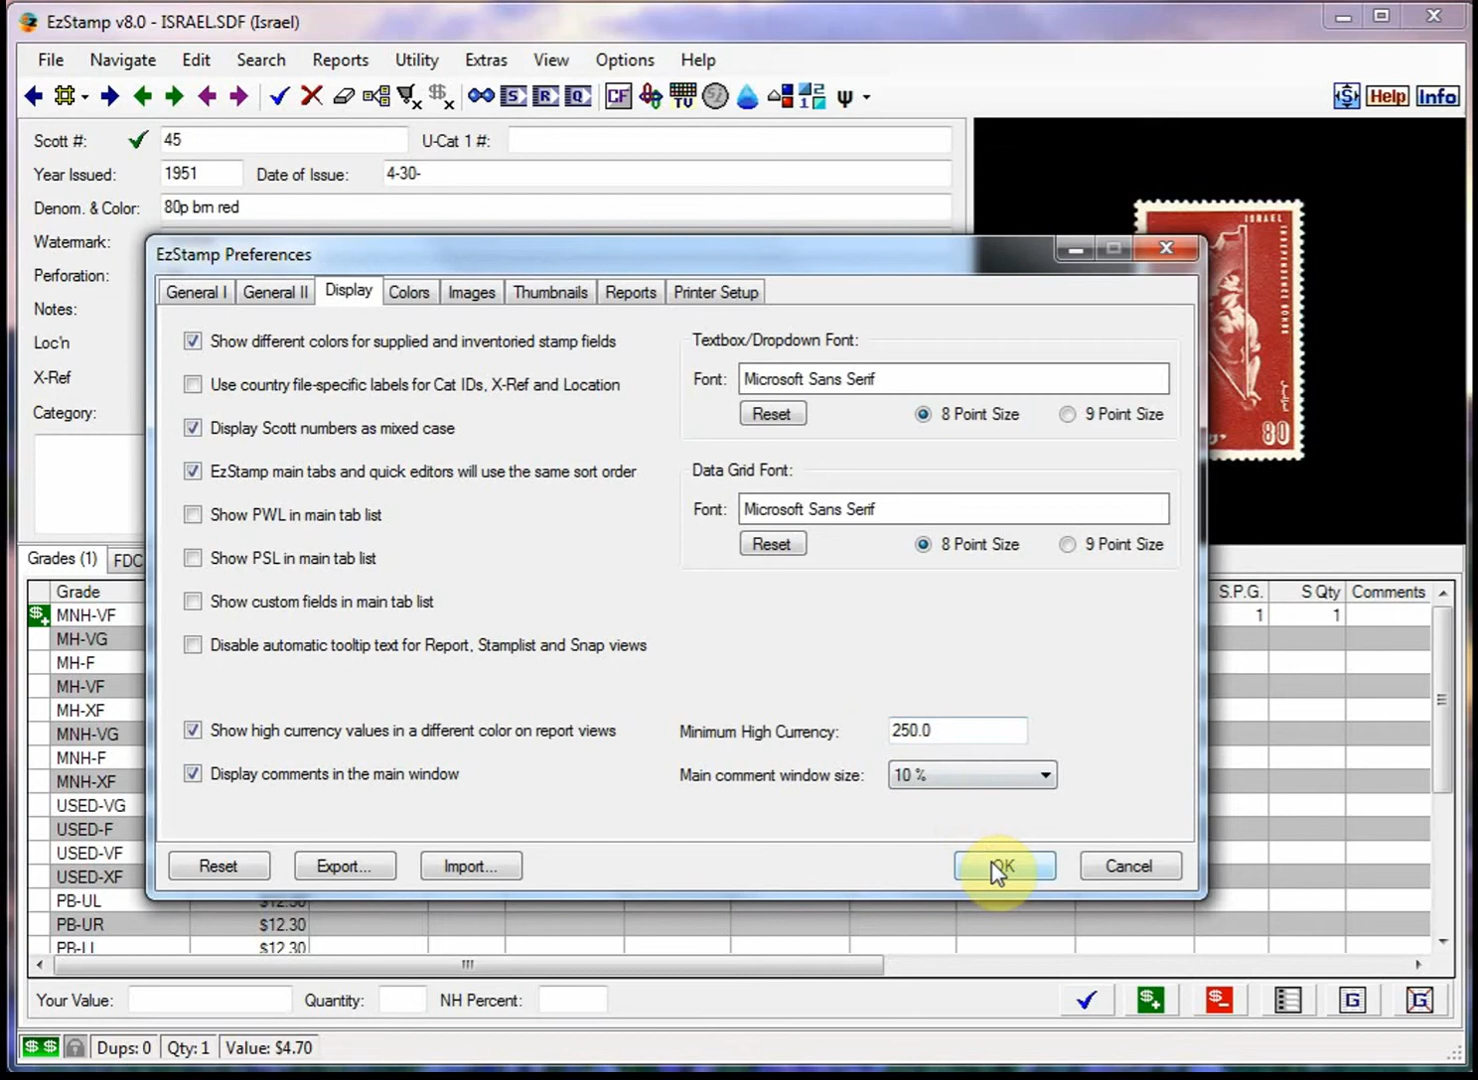 EzStamp v8.0 - ISRAEL.SDF (Israel)
File Navigate Edit Search Reports Utility Extras View Options Help
S R Q CF TV $ Help Info
Scott #: 45 U-Cat 1 #:
Year Issued: 1951 Date of Issue: 4-30-
Denom. & Color: 80p brn red
Watermark:
Perforation:
Notes:
Loc'n
X-Ref
Category:
ISRAEL INDEPENDENCE BONDS
80
EzStamp Preferences
General I General II Display Colors Images Thumbnails Reports Printer Setup
Show different colors for supplied and inventoried stamp fields
Use country file-specific labels for Cat IDs, X-Ref and Location
Display Scott numbers as mixed case
EzStamp main tabs and quick editors will use the same sort order
Show PWL in main tab list
Show PSL in main tab list
Show custom fields in main tab list
Disable automatic tooltip text for Report, Stamplist and Snap views
Show high currency values in a different color on report views
Display comments in the main window
Textbox/Dropdown Font:
Font: Microsoft Sans Serif
Reset 8 Point Size 9 Point Size
Data Grid Font:
Font: Microsoft Sans Serif
Reset 8 Point Size 9 Point Size
Minimum High Currency: 250.0
Main comment window size: 10 %
Reset Export... Import... OK Cancel
Grades (1) FDC
Grade S.P.G. S Qty Comments
MNH-VF 1 1
MH-VG
MH-F
MH-VF
MH-XF
MNH-VG
MNH-F
MNH-XF
USED-VG
USED-F
USED-VF
USED-XF
PB-UL $12.30
PB-UR $12.30
PB-LL $12.30
Your Value: Quantity: NH Percent:
$+ $- G G
$ $ Dups: 0 Qty: 1 Value: $4.70